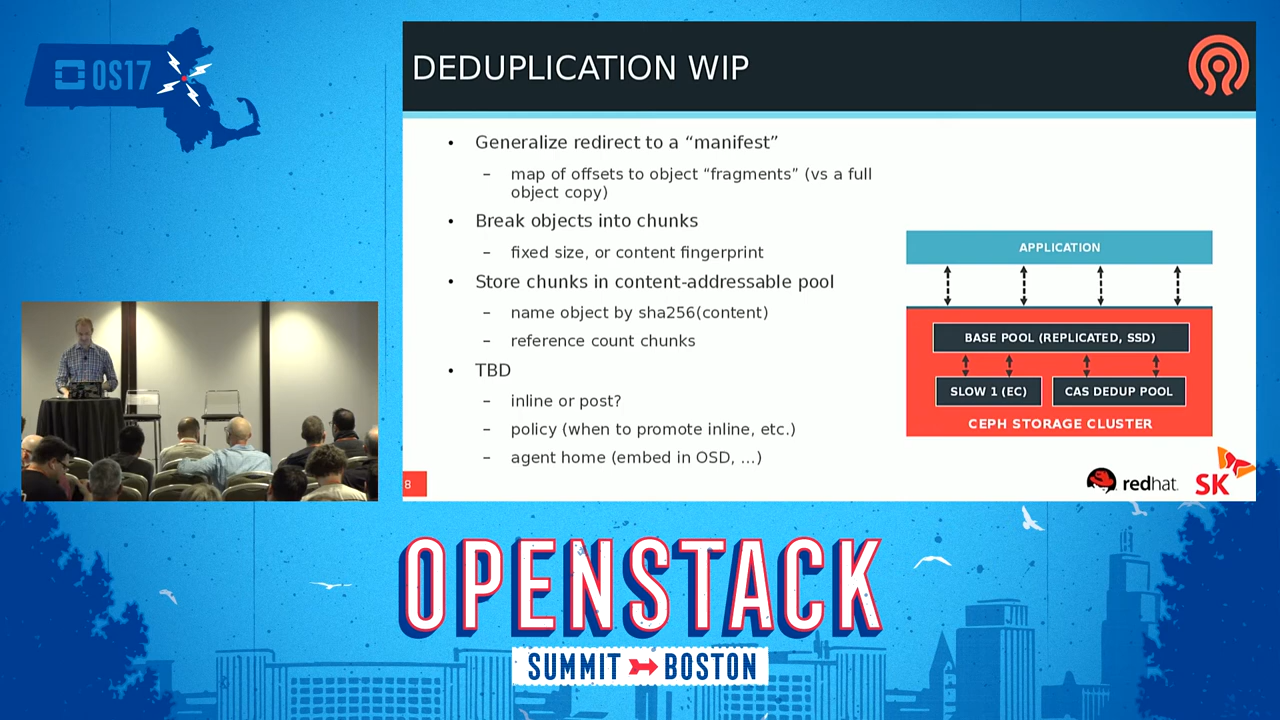 OS17
DEDUPLICATION WIP
• Generalize redirect to a “manifest”
– map of offsets to object “fragments” (vs a full
object copy)
• Break objects into chunks
– fixed size, or content fingerprint
• Store chunks in content-addressable pool
– name object by sha256(content)
– reference count chunks
• TBD
– inline or post?
– policy (when to promote inline, etc.)
– agent home (embed in OSD, ...)
APPLICATION
BASE POOL (REPLICATED, SSD)
SLOW 1 (EC)
CAS DEDUP POOL
CEPH STORAGE CLUSTER
8
redhat.
SK
OPENSTACK
SUMMIT BOSTON